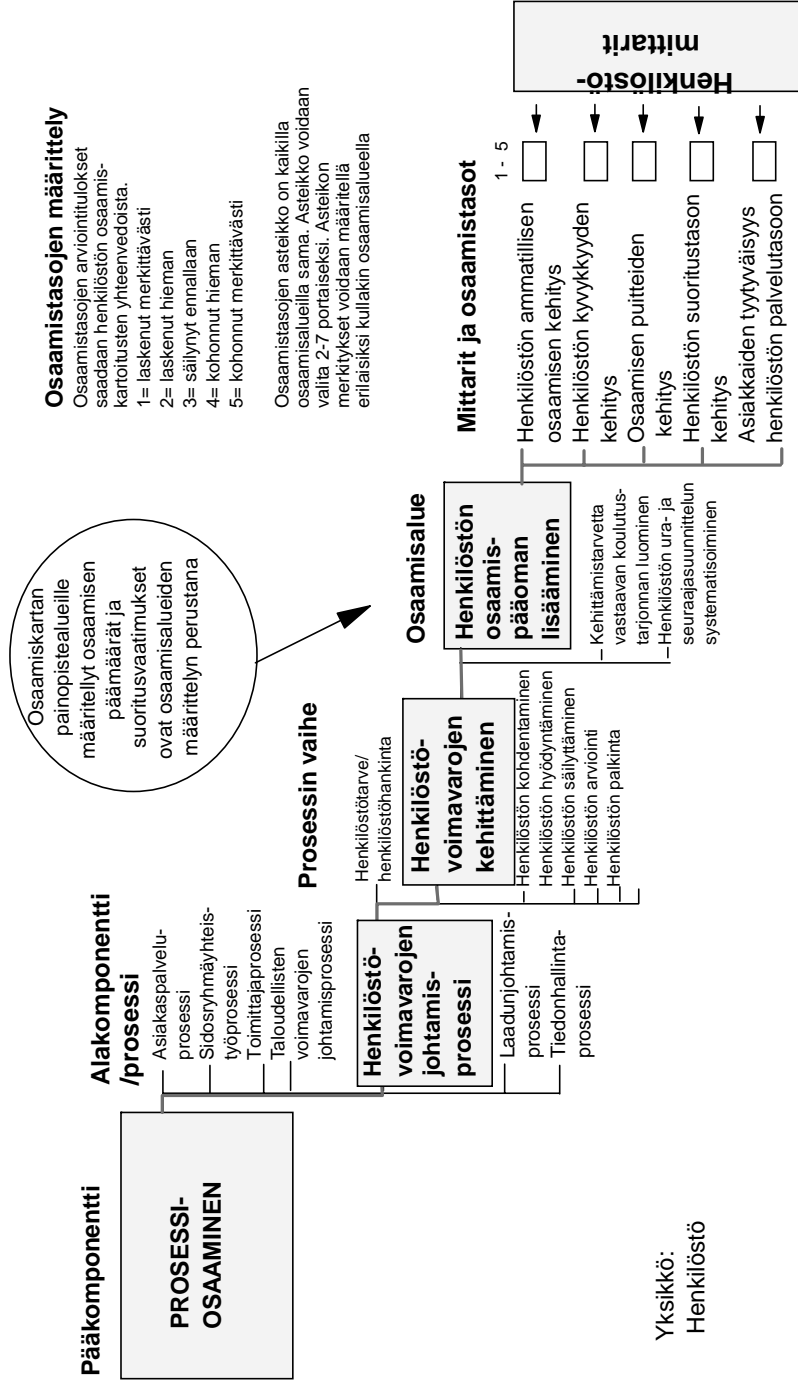 Pääkomponentti
PROSESSI-
OSAAMINEN
Yksikkö:
Henkilöstö
Alakomponentti
/prosessi
Asiakaspalvelu-
prosessi
Sidosryhmäyhteis-
työprosessi
Toimittajaprosessi
Taloudellisten
voimavarojen
johtamisprosessi
Henkilöstö-
voimavarojen
johtamis-
prosessi
Laadunjohtamis-
prosessi
Tiedonhallinta-
prosessi
Prosessin vaihe
Henkilöstötarve/
henkilöstöhankinta
Henkilöstö-
voimavarojen
kehittäminen
Henkilöstön kohdentaminen
Henkilöstön hyödyntäminen
Henkilöstön säilyttäminen
Henkilöstön arviointi
Henkilöstön palkinta
Osaamiskartan
painopistealueille
määritellyt osaamisen
päämäärät ja
suoritusvaatimukset
ovat osaamisalueiden
määrittelyn perustana
Osaamisalue
Henkilöstön
osaamis-
pääoman
lisääminen
Kehittämistarvetta
vastaavan koulutus-
tarjonnan luominen
Henkilöstön ura- ja
seuraajasuunnittelun
systematisoiminen
Osaamistasojen määrittely
Osaamistasojen arviointitulokset
saadaan henkilöstön osaamis-
kartoitusten yhteenvedoista.
1= laskenut merkittävästi
2= laskenut hieman
3= säilynyt ennallaan
4= kohonnut hieman
5= kohonnut merkittävästi
Osaamistasojen asteikko on kaikilla
osaamisalueilla sama. Asteikko voidaan
valita 2-7 portaiseksi. Asteikon
merkitykset voidaan määritellä
erilaisiksi kullakin osaamisalueella
Mittarit ja osaamistasot
1 - 5
Henkilöstön ammatillisen
osaamisen kehitys
Henkilöstön kyvykkyyden
kehitys
Osaamisen puitteiden
kehitys
Henkilöstön suoritustason
kehitys
Asiakkaiden tyytyväisyys
henkilöstön palvelutasoon
Henkilöstö-
mittarit